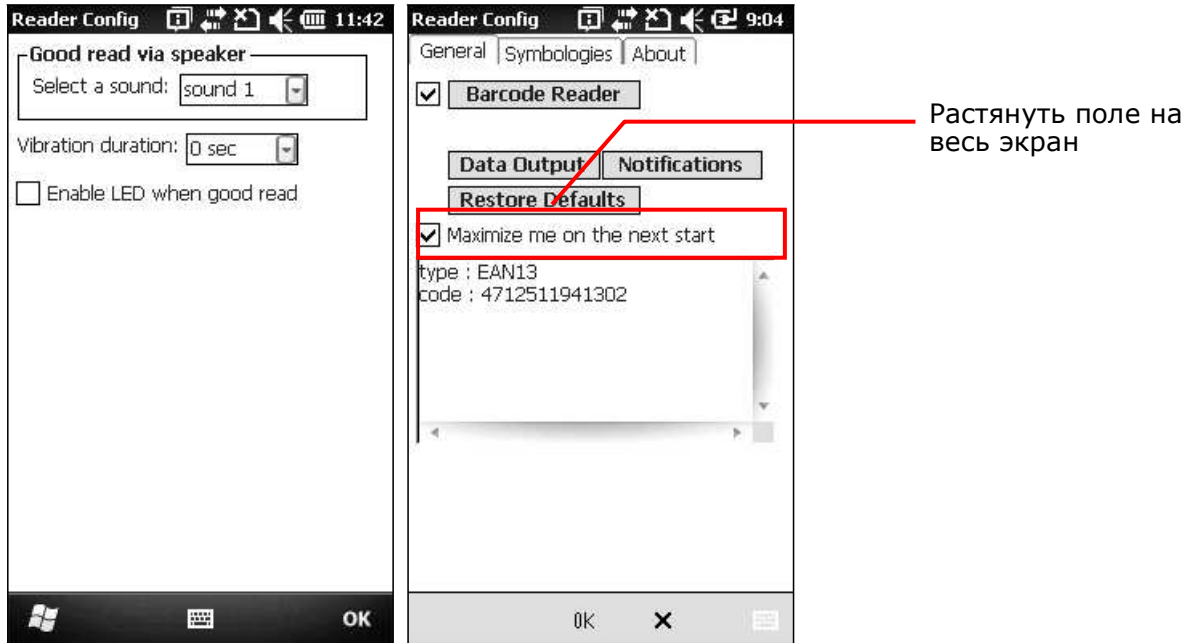 Reader Config 11:42
Good read via speaker
Select a sound: sound 1
Vibration duration: 0 sec
Enable LED when good read
OK
Reader Config 9:04
General Symbologies About
Barcode Reader
Data Output Notifications
Restore Defaults
Maximize me on the next start
type : EAN13
code : 4712511941302
OK
Растянуть поле на
весь экран